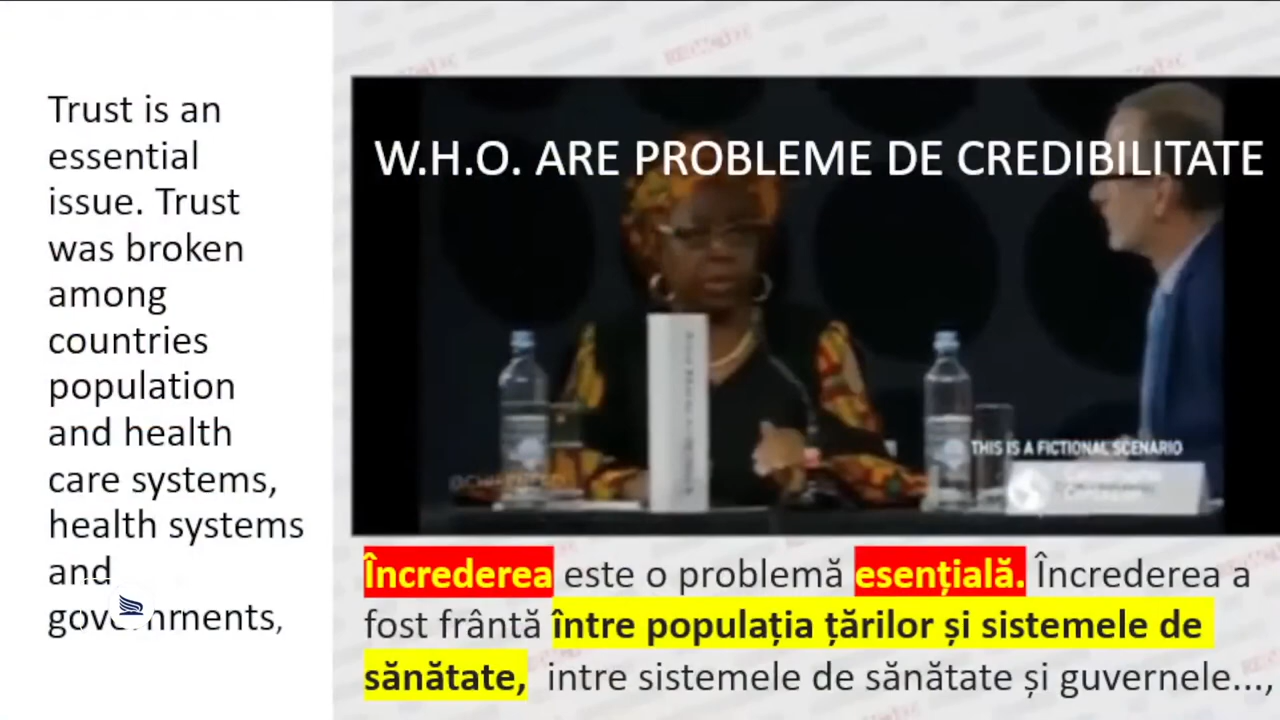 Trust is an
essential
issue. Trust
was broken
among
countries
population
and health
care systems,
health systems
and
governments,
W.H.O. ARE PROBLEME DE CREDIBILITATE
THIS IS A FICTIONAL SCENARIO
Încrederea este o problemă esențială. Încrederea a
fost frântă între populația țărilor și sistemele de
sănătate, intre sistemele de sănătate și guvernele...,